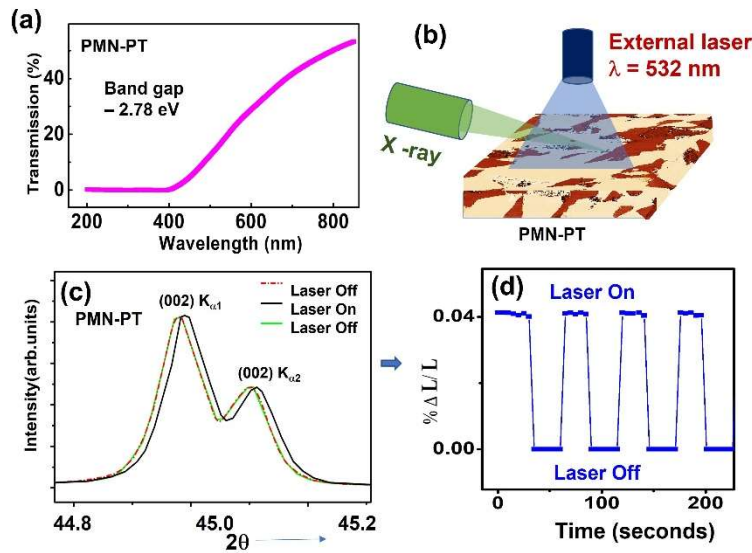 (a)
PMN-PT
Band gap
– 2.78 eV
Transmission (%)
40
20
0
200
400
600
800
Wavelength (nm)
(b)
External laser
λ = 532 nm
X -ray
PMN-PT
(c)
(002) Kα1
Laser Off
Laser On
Laser Off
PMN-PT
(002) Kα2
Intensity(arb.units)
44.8
45.0
45.2
2θ
(d)
Laser On
0.04
% Δ L/ L
0.00
Laser Off
0
100
200
Time (seconds)